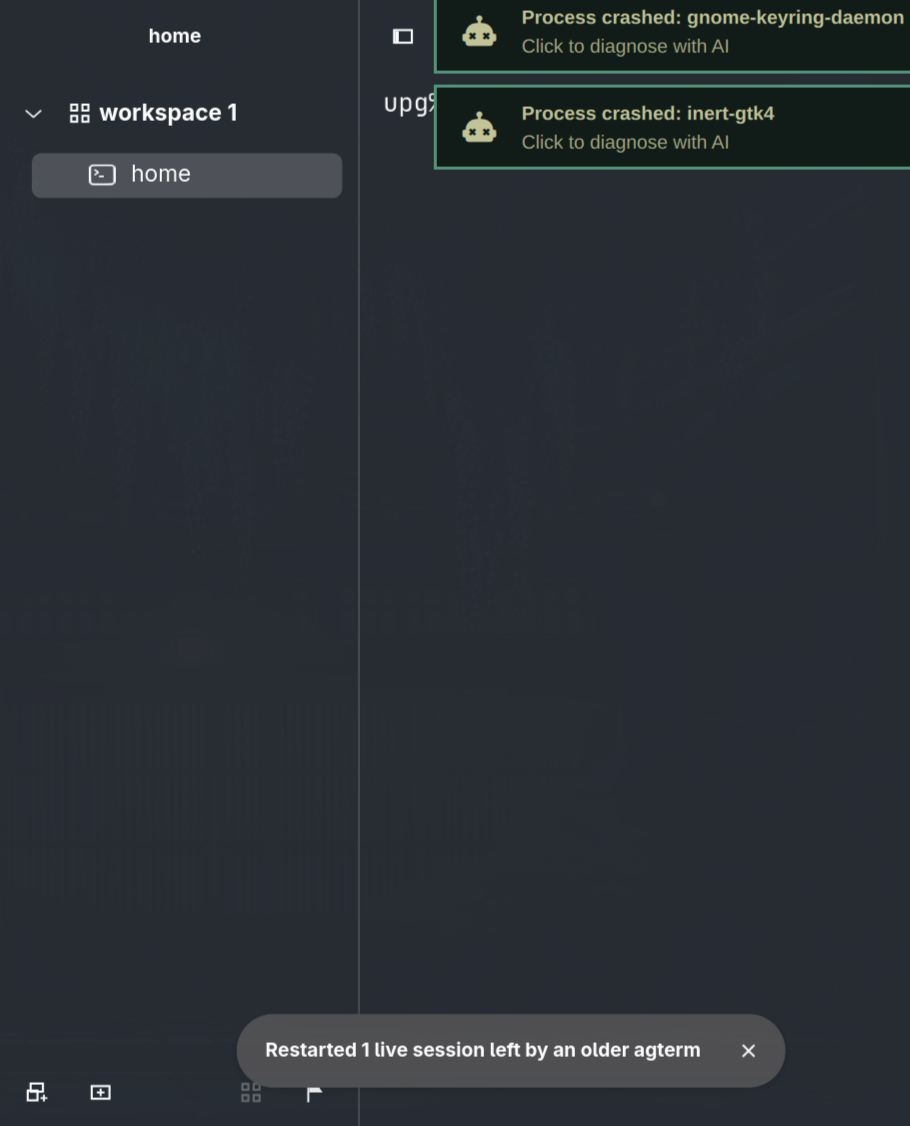 home
Process crashed: gnome-keyring-daemon
Click to diagnose with AI
workspace 1
upg%
Process crashed: inert-gtk4
Click to diagnose with AI
home
Restarted 1 live session left by an older agterm